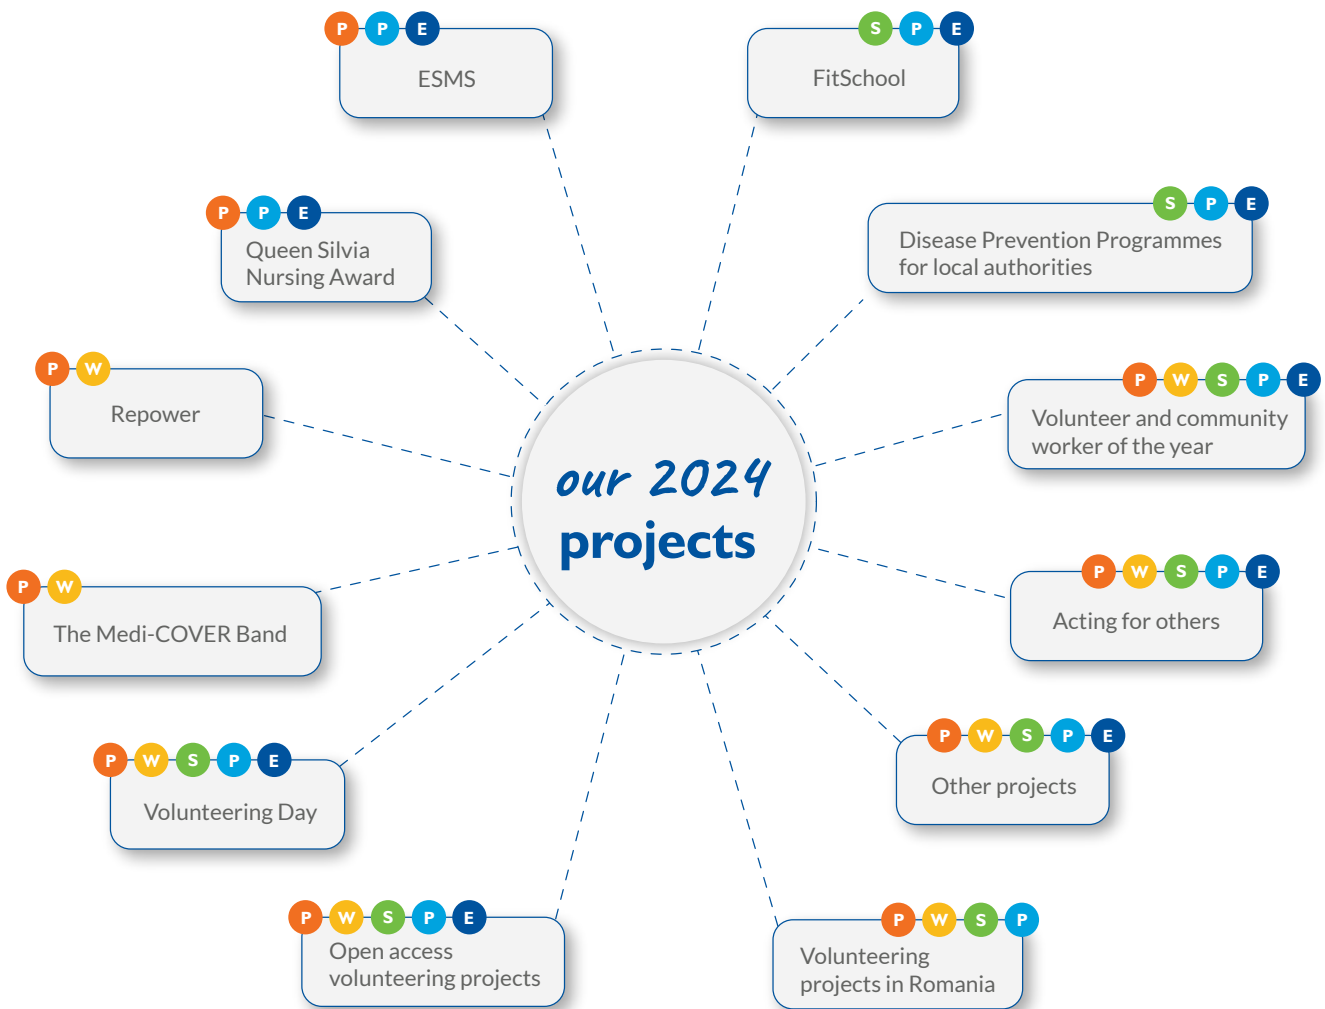 P P E
ESMS
S P E
FitSchool
P P E
Queen Silvia
Nursing Award
S P E
Disease Prevention Programmes
for local authorities
P W
Repower
P W S P E
Volunteer and community
worker of the year
our 2024
projects
P W
The Medi-COVER Band
P W S P E
Acting for others
P W S P E
Volunteering Day
P W S P E
Other projects
P W S P E
Open access
volunteering projects
P W S P
Volunteering
projects in Romania